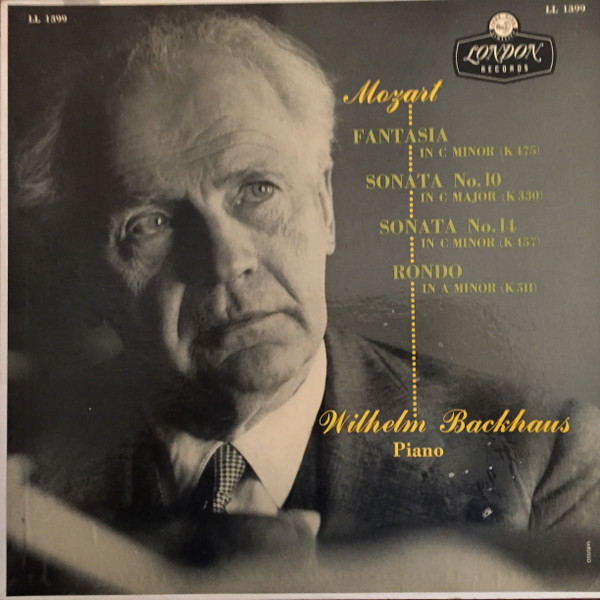 LL 1399
LL 1399
LONDON
RECORDS
Mozart
FANTASIA
IN C MINOR (K 475)
SONATA No. 10
IN C MAJOR (K 330)
SONATA No. 14
IN C MINOR (K 457)
RONDO
IN A MINOR (K 511)
Wilhelm Backhaus
Piano